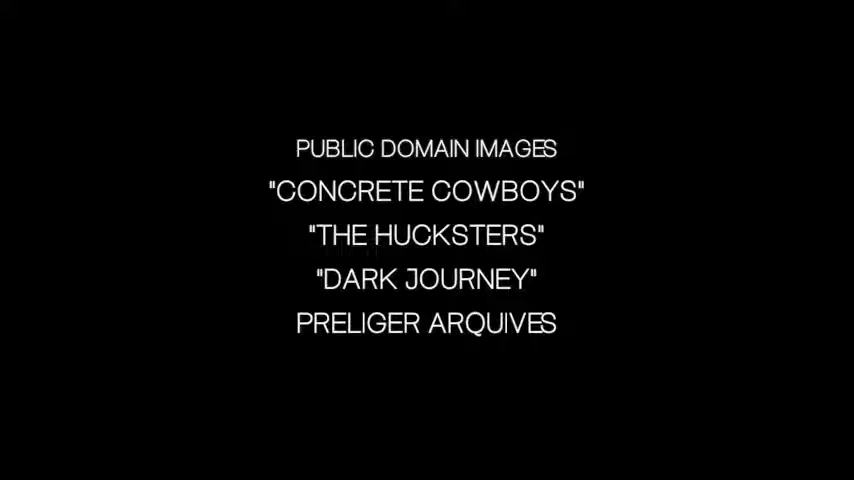 PUBLIC DOMAIN IMAGES
"CONCRETE COWBOYS"
"THE HUCKSTERS"
"DARK JOURNEY"
PRELIGER ARQUIVES